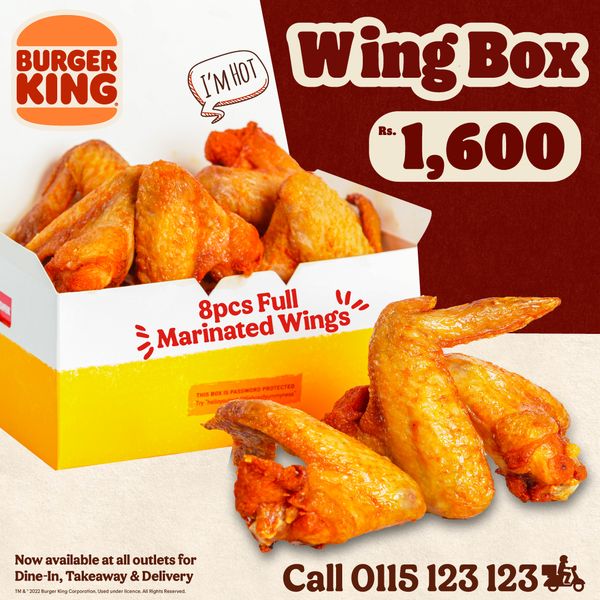 BURGER
KING
I'M HOT
Wing Box
Rs. 1,600
8pcs Full
Marinated Wings
THIS BOX IS PASSWORD PROTECTED
Now available at all outlets for
Dine-In, Takeaway & Delivery
TM & © 2022 Burger King Corporation. Used under licence. All Rights Reserved.
Call 0115 123 123